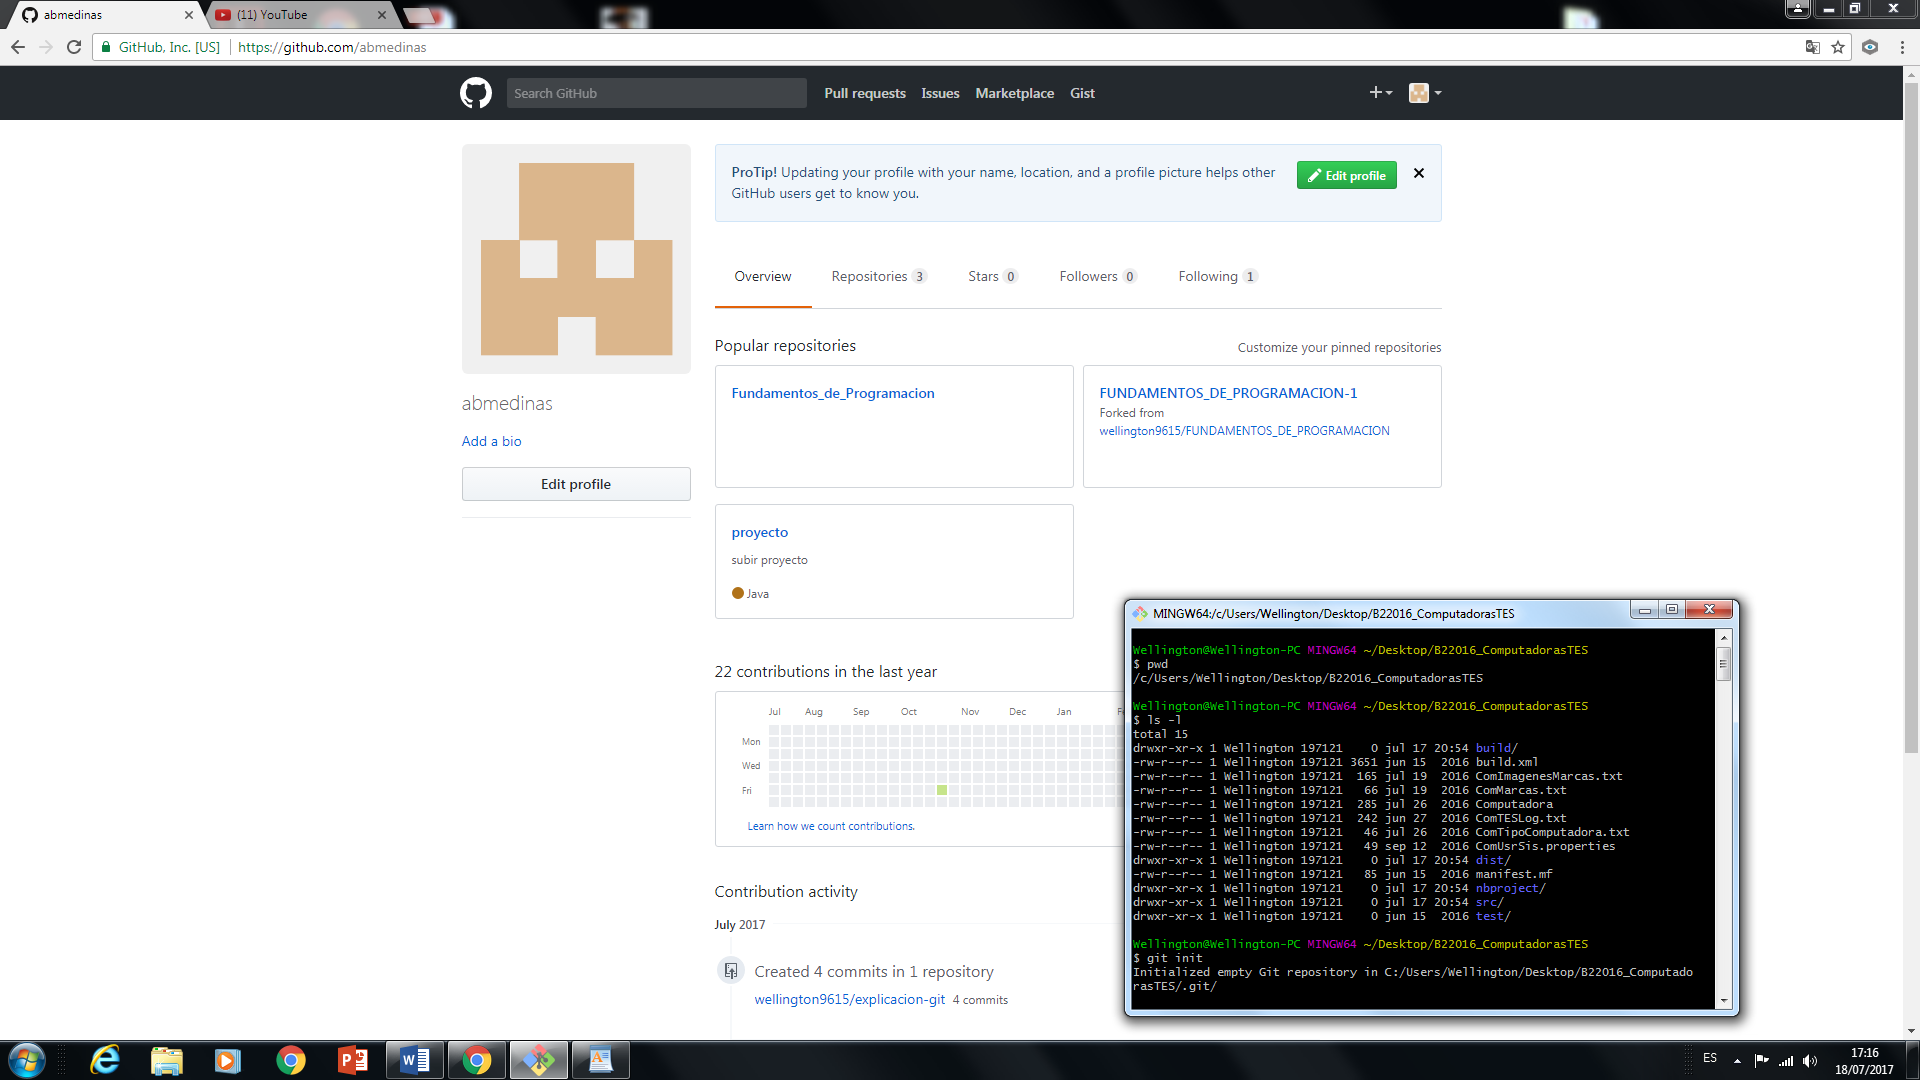 abmedinas
(11) YouTube
GitHub, Inc. [US]
https://github.com/abmedinas
Search GitHub
Pull requests
Issues
Marketplace
Gist
ProTip! Updating your profile with your name, location, and a profile picture helps other
GitHub users get to know you.
Edit profile
Overview
Repositories 3
Stars 0
Followers 0
Following 1
Popular repositories
Customize your pinned repositories
Fundamentos_de_Programacion
FUNDAMENTOS_DE_PROGRAMACION-1
Forked from
wellington9615/FUNDAMENTOS_DE_PROGRAMACION
abmedinas
Add a bio
Edit profile
proyecto
subir proyecto
Java
22 contributions in the last year
Jul Aug Sep Oct Nov Dec Jan
Mon
Wed
Fri
Learn how we count contributions.
Contribution activity
July 2017
Created 4 commits in 1 repository
wellington9615/explicacion-git 4 commits
MINGW64:/c/Users/Wellington/Desktop/B22016_ComputadorasTES
Wellington@Wellington-PC MINGW64 ~/Desktop/B22016_ComputadorasTES
$ pwd
/c/Users/Wellington/Desktop/B22016_ComputadorasTES
Wellington@Wellington-PC MINGW64 ~/Desktop/B22016_ComputadorasTES
$ ls -l
total 15
drwxr-xr-x 1 Wellington 197121 0 jul 17 20:54 build/
-rw-r--r-- 1 Wellington 197121 3651 jun 15 2016 build.xml
-rw-r--r-- 1 Wellington 197121 165 jul 19 2016 ComImagenesMarcas.txt
-rw-r--r-- 1 Wellington 197121 66 jul 19 2016 ComMarcas.txt
-rw-r--r-- 1 Wellington 197121 285 jul 26 2016 Computadora
-rw-r--r-- 1 Wellington 197121 242 jun 27 2016 ComTESLog.txt
-rw-r--r-- 1 Wellington 197121 46 jul 26 2016 ComTipoComputadora.txt
-rw-r--r-- 1 Wellington 197121 49 sep 12 2016 ComUsrSis.properties
drwxr-xr-x 1 Wellington 197121 0 jul 17 20:54 dist/
-rw-r--r-- 1 Wellington 197121 85 jun 15 2016 manifest.mf
drwxr-xr-x 1 Wellington 197121 0 jul 17 20:54 nbproject/
drwxr-xr-x 1 Wellington 197121 0 jul 17 20:54 src/
drwxr-xr-x 1 Wellington 197121 0 jun 15 2016 test/
Wellington@Wellington-PC MINGW64 ~/Desktop/B22016_ComputadorasTES
$ git init
Initialized empty Git repository in C:/Users/Wellington/Desktop/B22016_Computado
rasTES/.git/
ES
17:16
18/07/2017